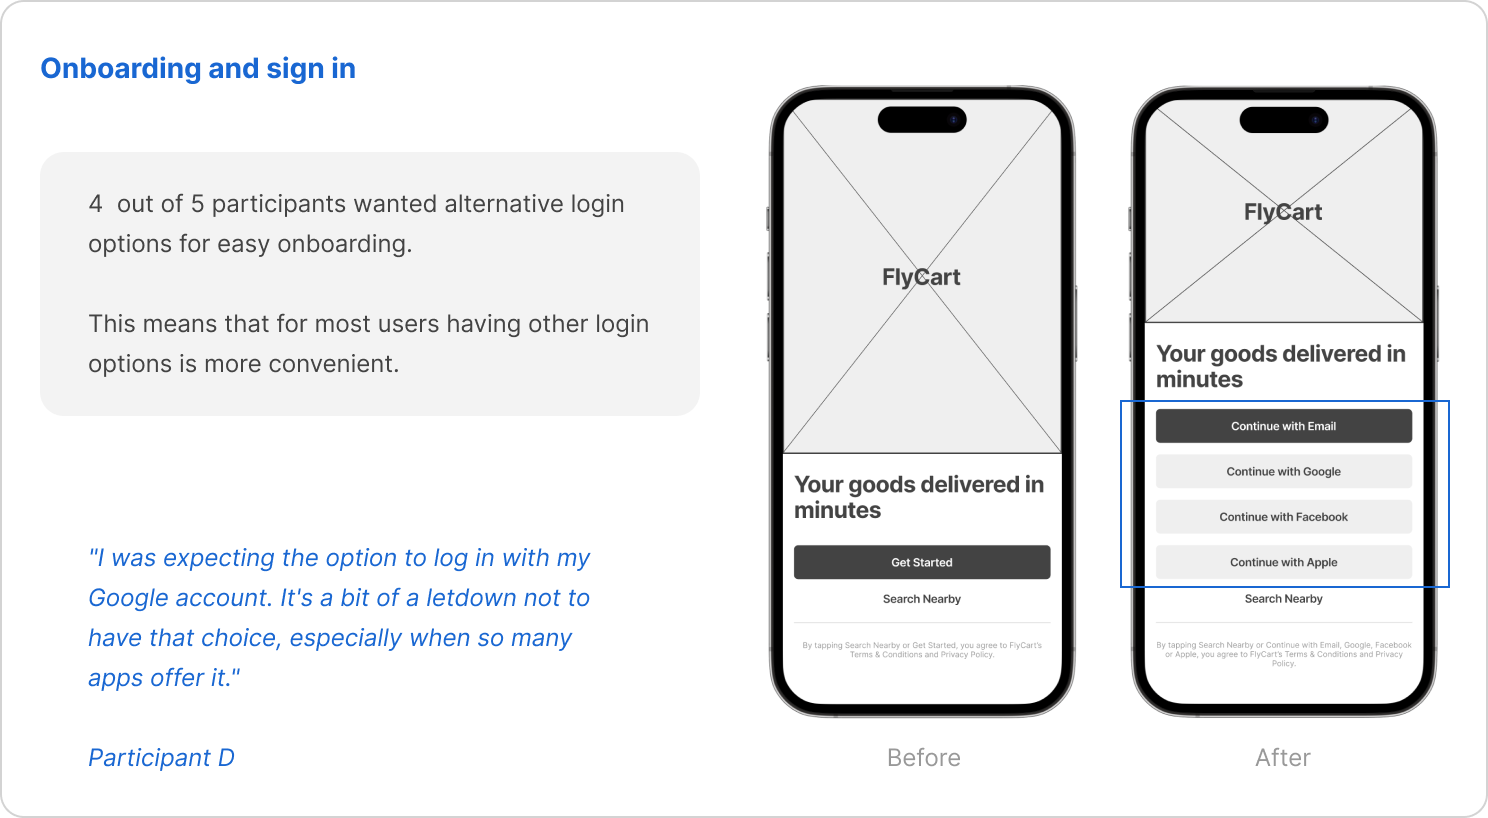 Onboarding and sign in
4  out of 5 participants wanted alternative login
options for easy onboarding.
This means that for most users having other login
options is more convenient.
"I was expecting the option to log in with my
Google account. It's a bit of a letdown not to
have that choice, especially when so many
apps offer it."
Participant D
FlyCart
Your goods delivered in
minutes
Get Started
Search Nearby
By tapping Search Nearby or Get Started, you agree to FlyCart's
Terms & Conditions and Privacy Policy.
Before
FlyCart
Your goods delivered in
minutes
Continue with Email
Continue with Google
Continue with Facebook
Continue with Apple
Search Nearby
By tapping Search Nearby or Continue with Email, Google, Facebook
or Apple, you agree to FlyCart's Terms & Conditions and Privacy
Policy.
After